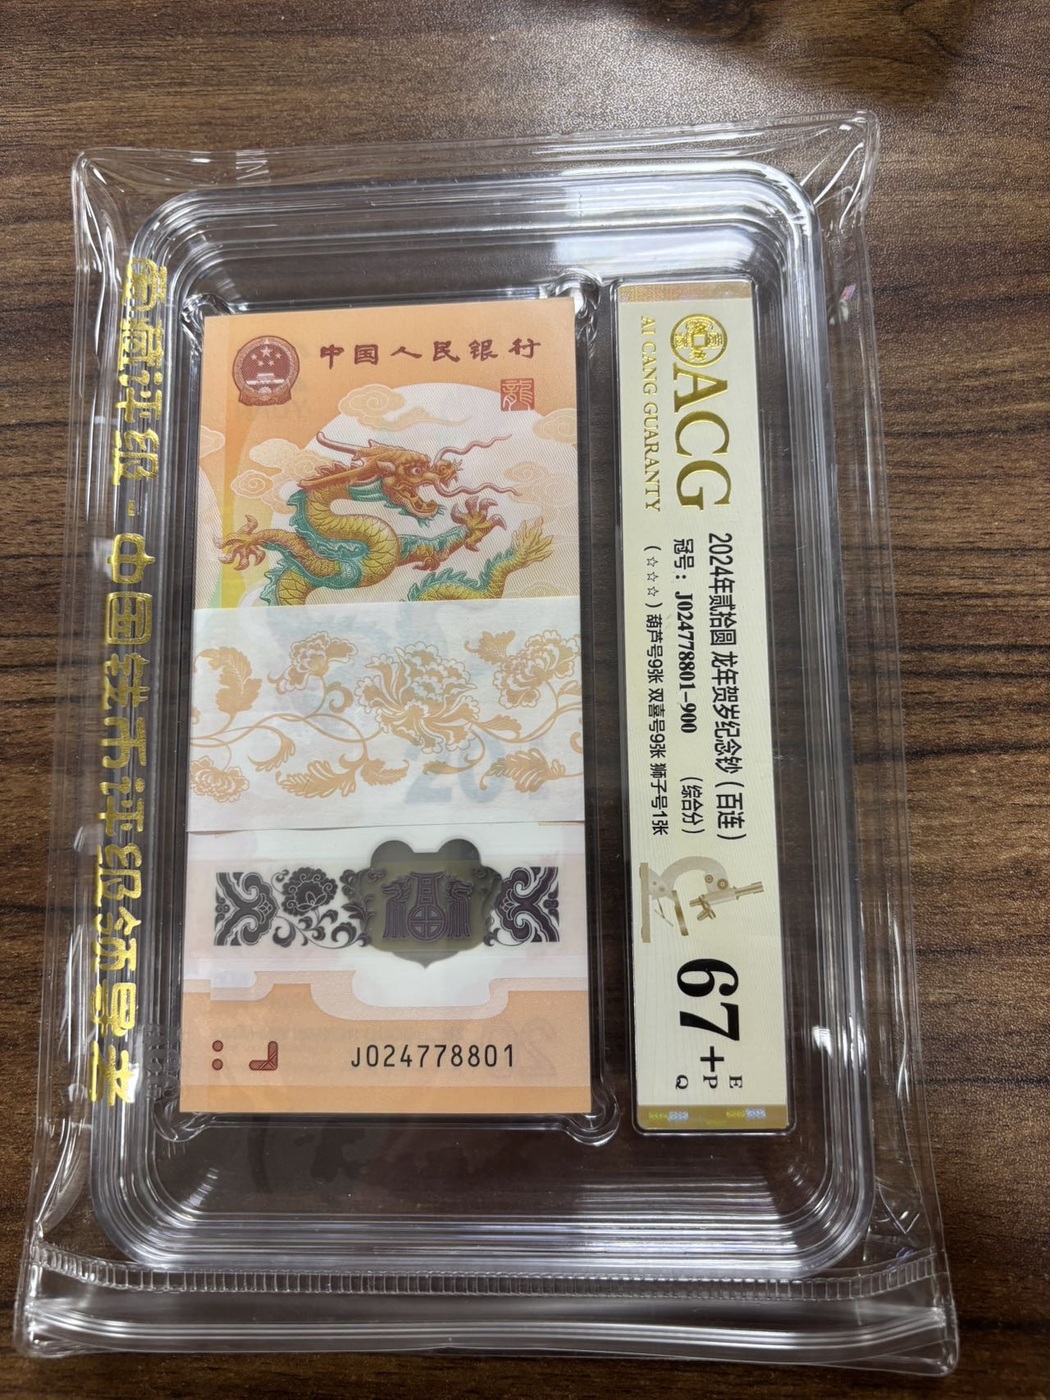 中国人民银行
龍
20
J024778801
ACG
AI CANG GUARANTY
2024年贰拾圆 龙年贺岁纪念钞 (百连)
冠号: J024778801-900 (综合分)
(☆☆☆) 葫芦号9张 双喜号9张 狮子号1张
67+
E
P
Q
爱藏评级·中国钱币评级领导者